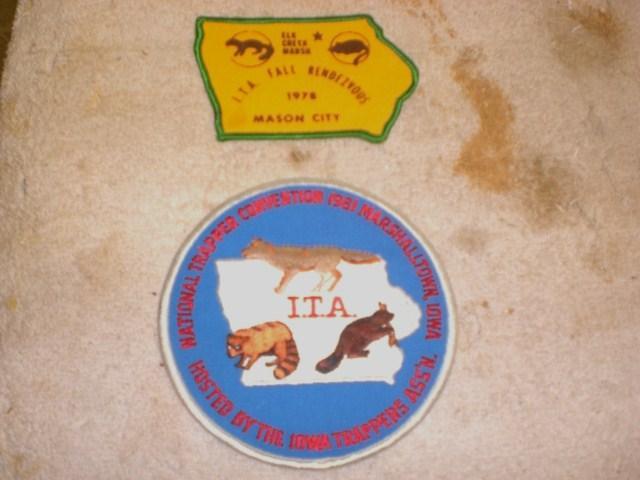 ELK
CREEK
MARSH
I.T.A. FALL RENDEZVOUS
1978
MASON CITY
NATIONAL TRAPPER CONVENTION 1981 MARSHALLTOWN, IOWA
I.T.A.
HOSTED BY THE IOWA TRAPPERS ASS'N.